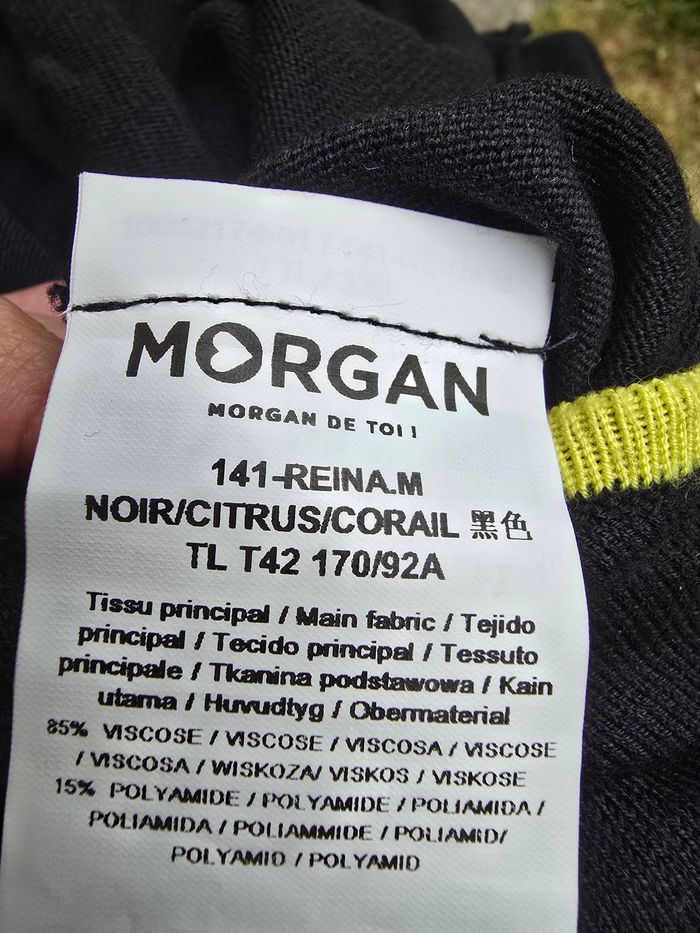 MORGAN
MORGAN DE TOI !
141-REINA.M
NOIR/CITRUS/CORAIL 黑色
TL T42 170/92A
Tissu principal / Main fabric / Tejido
principal / Tecido principal / Tessuto
principale / Tkanina podstawowa / Kain
utama / Huvudtyg / Obermaterial
85% VISCOSE / VISCOSE / VISCOSA / VISCOSE
/ VISCOSA / WISKOZA/ VISKOS / VISKOSE
15% POLYAMIDE / POLYAMIDE / POLIAMIDA /
POLIAMIDA / POLIAMMIDE / POLIAMID/
POLYAMID / POLYAMID